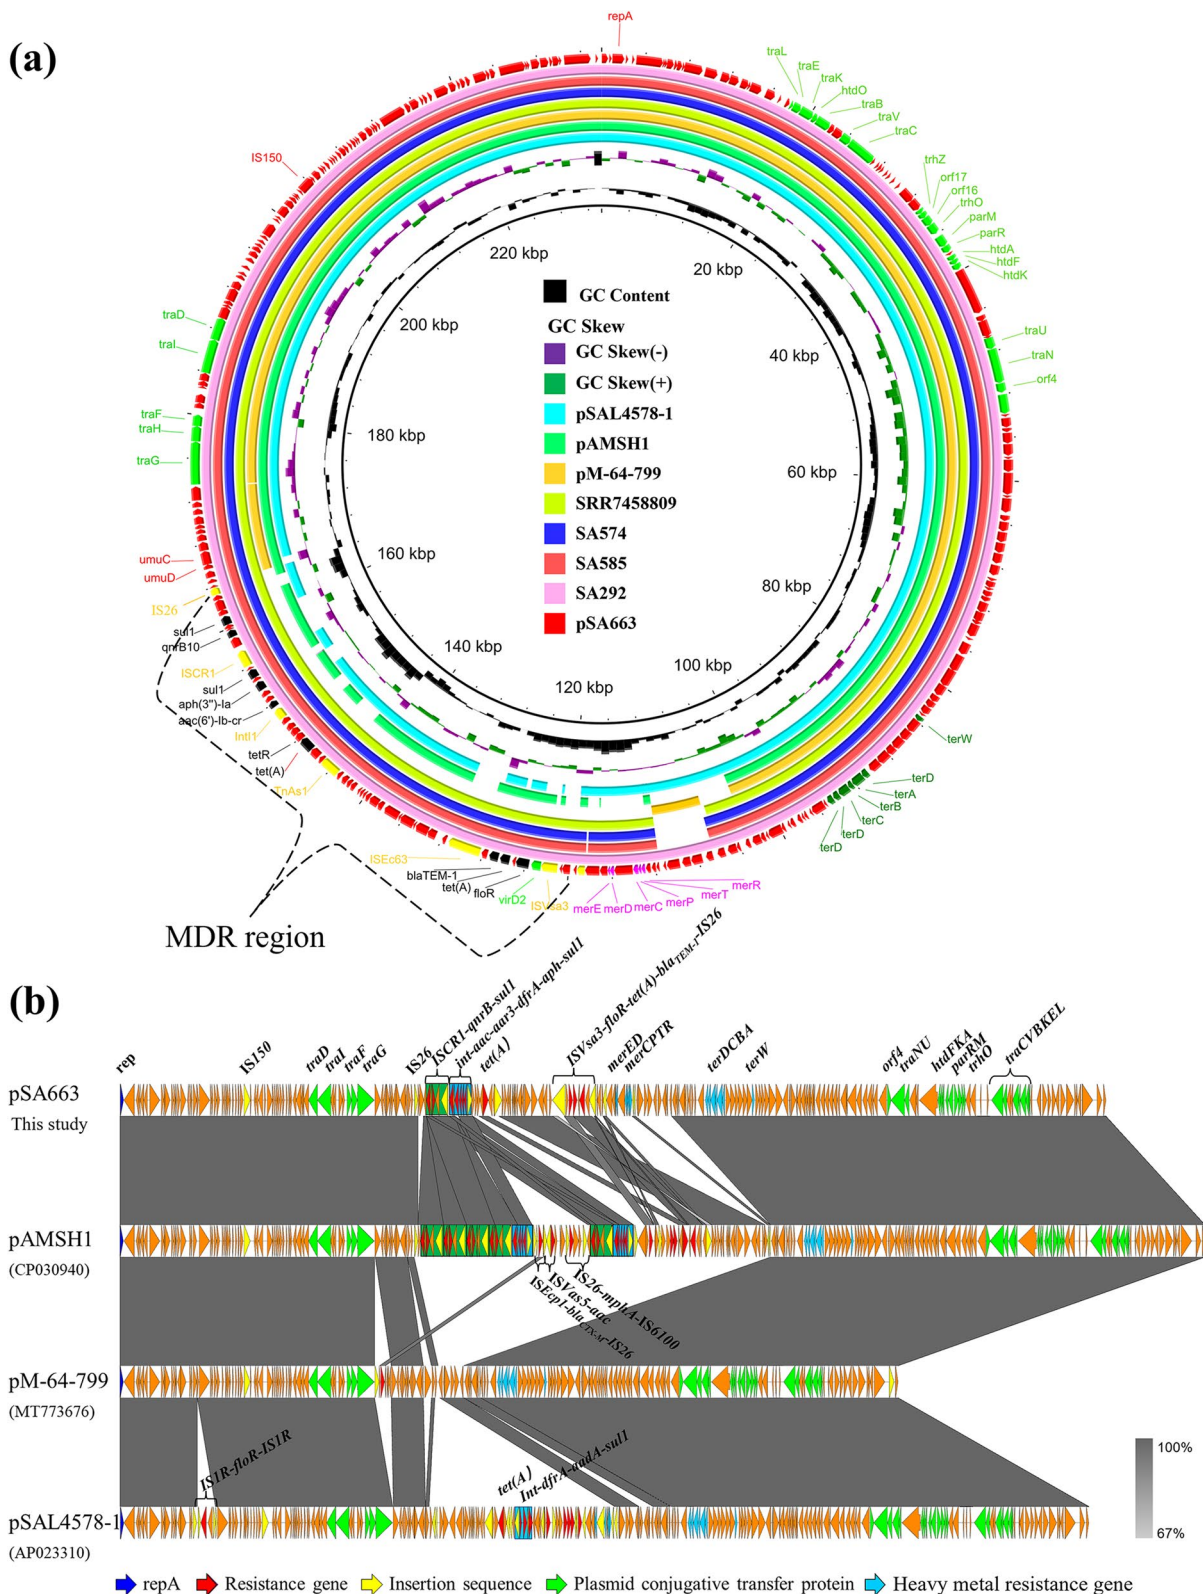 (a)
repA
traL
traE
traK
htdO
traB
traV
traC
trhZ
orf17
orf16
trhO
parM
parR
htdA
htdF
htdK
traU
traN
orf4
terW
terD
terA
terB
terC
terD
terD
merR
merT
merP
merC
merD
merE
ISVsa3
virD2
floR
tet(A)
blaTEM-1
ISEc63
TnAs1
tet(A)
tetR
IntI1
aac(6')-Ib-cr
aph(3")-Ia
sul1
ISCR1
qnrB10
sul1
IS26
umuD
umuC
traG
traH
traF
traI
traD
IS150
220 kbp
20 kbp
40 kbp
60 kbp
80 kbp
100 kbp
120 kbp
140 kbp
160 kbp
180 kbp
200 kbp
GC Content
GC Skew
GC Skew(-)
GC Skew(+)
pSAL4578-1
pAMSH1
pM-64-799
SRR7458809
SA574
SA585
SA292
pSA663
MDR region
(b)
rep
IS150
traD
traI
traF
traG
IS26
ISCR1-qnrB-sul1
int-aac-aar3-dfrA-aph-sul1
tet(A)
ISVsa3-floR-tet(A)-blaTEM-1-IS26
merED
merCPTR
terDCBA
terW
orf4
traNU
htdFKA
parRM
trhO
traCVBKEL
pSA663
This study
pAMSH1
(CP030940)
ISEcp1-blaCTX-M-IS26
ISVas5-aac
IS26-mphA-IS6100
pM-64-799
(MT773676)
IS1R-floR-IS1R
tet(A)
Int-dfrA-aadA-sul1
pSAL4578-1
(AP023310)
100%
67%
repA
Resistance gene
Insertion sequence
Plasmid conjugative transfer protein
Heavy metal resistance gene